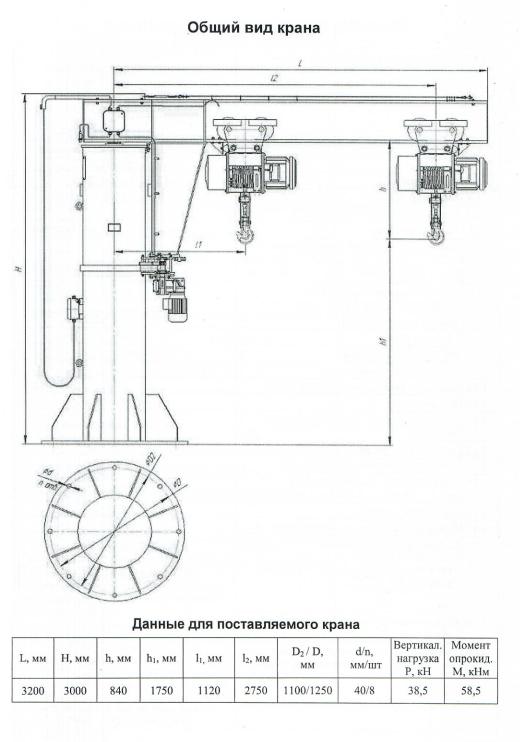 Общий вид крана
L
l2
h
l1
H
h1
Ød
n отв.
ØD2
ØD
Данные для поставляемого крана
L, мм H, мм h, мм h₁, мм l₁, мм l₂, мм D₂ / D, мм d/n, мм/шт Вертикал. нагрузка P, кН Момент опрокид. М, кНм
3200 3000 840 1750 1120 2750 1100/1250 40/8 38,5 58,5